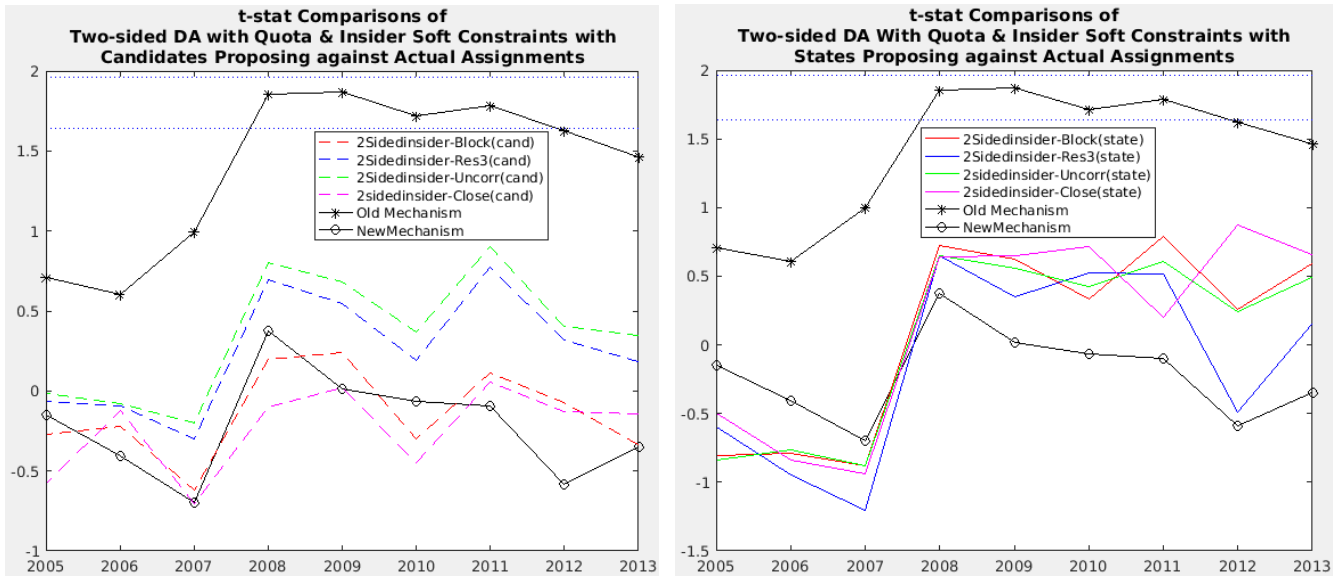 t-stat Comparisons of
Two-sided DA with Quota & Insider Soft Constraints with
Candidates Proposing against Actual Assignments
2
1.5
1
0.5
0
-0.5
-1
2Sidedinsider-Block(cand)
2Sidedinsider-Res3(cand)
2Sidedinsider-Uncorr(cand)
2sidedinsider-Close(cand)
Old Mechanism
NewMechanism
2005 2006 2007 2008 2009 2010 2011 2012 2013
t-stat Comparisons of
Two-sided DA With Quota & Insider Soft Constraints with
States Proposing against Actual Assignments
2
1.5
1
0.5
0
-0.5
-1
-1.5
2Sidedinsider-Block(state)
2Sidedinsider-Res3(state)
2sidedinsider-Uncorr(state)
2sidedinsider-Close(state)
Old Mechanism
NewMechanism
2005 2006 2007 2008 2009 2010 2011 2012 2013